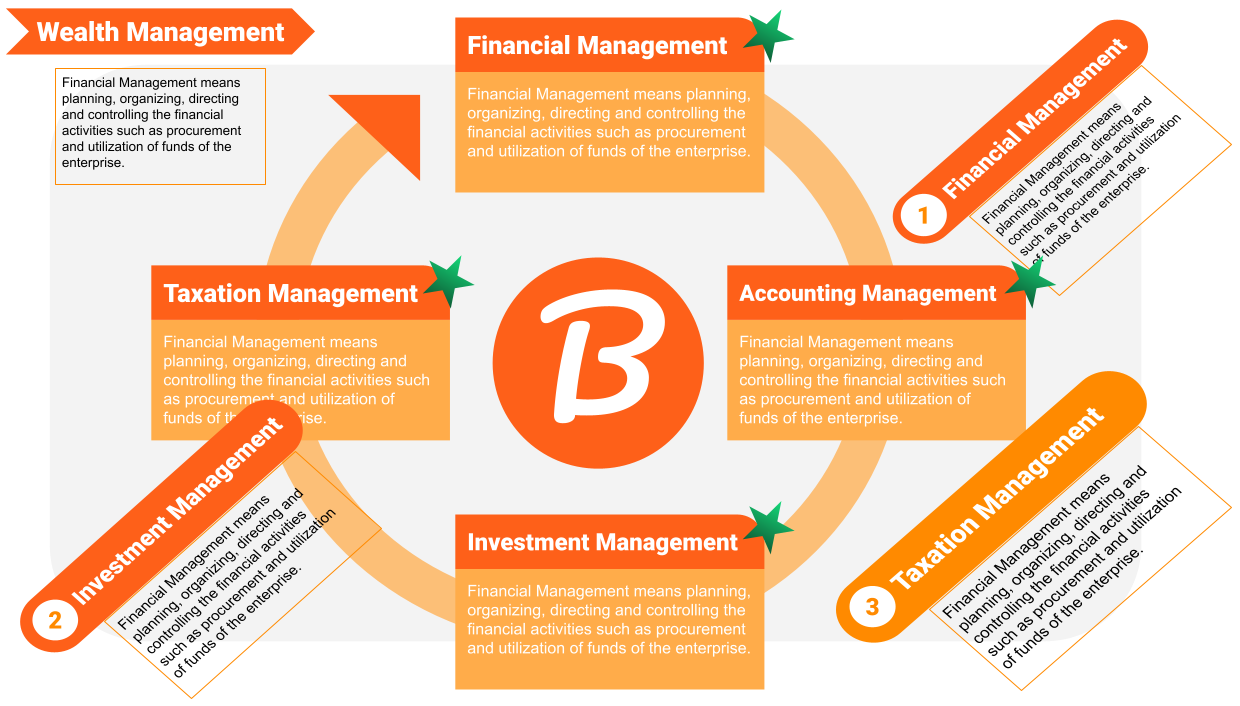 Wealth Management
Financial Management means
planning, organizing, directing
and controlling the financial
activities such as procurement
and utilization of funds of the
enterprise.
Financial Management
Financial Management means planning,
organizing, directing and controlling the
financial activities such as procurement
and utilization of funds of the enterprise.
1
Financial Management
Financial Management means
planning, organizing, directing and
controlling the financial activities
such as procurement and utilization
of funds of the enterprise.
Taxation Management
Financial Management means
planning, organizing, directing and
controlling the financial activities such
as procurement and utilization of
funds of
B
Accounting Management
Financial Management means
planning, organizing, directing and
controlling the financial activities such
as procurement and utilization of
funds of the enterprise.
2
Investment Management
Financial Management means
planning, organizing, directing and
controlling the financial activities
such as procurement and utilization
of funds of the enterprise.
Investment Management
Financial Management means planning,
organizing, directing and controlling the
financial activities such as procurement
and utilization of funds of the enterprise.
3
Taxation Management
Financial Management means
planning, organizing, directing and
controlling the financial activities
such as procurement and utilization
of funds of the enterprise.